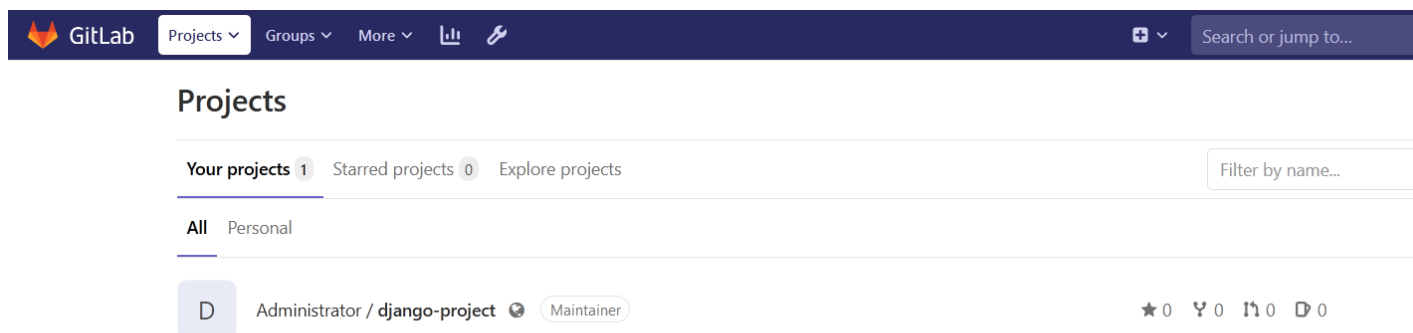 GitLab Projects Groups More Search or jump to...
Projects
Your projects 1 Starred projects 0 Explore projects Filter by name...
All Personal
D Administrator / django-project Maintainer 0 0 0 0